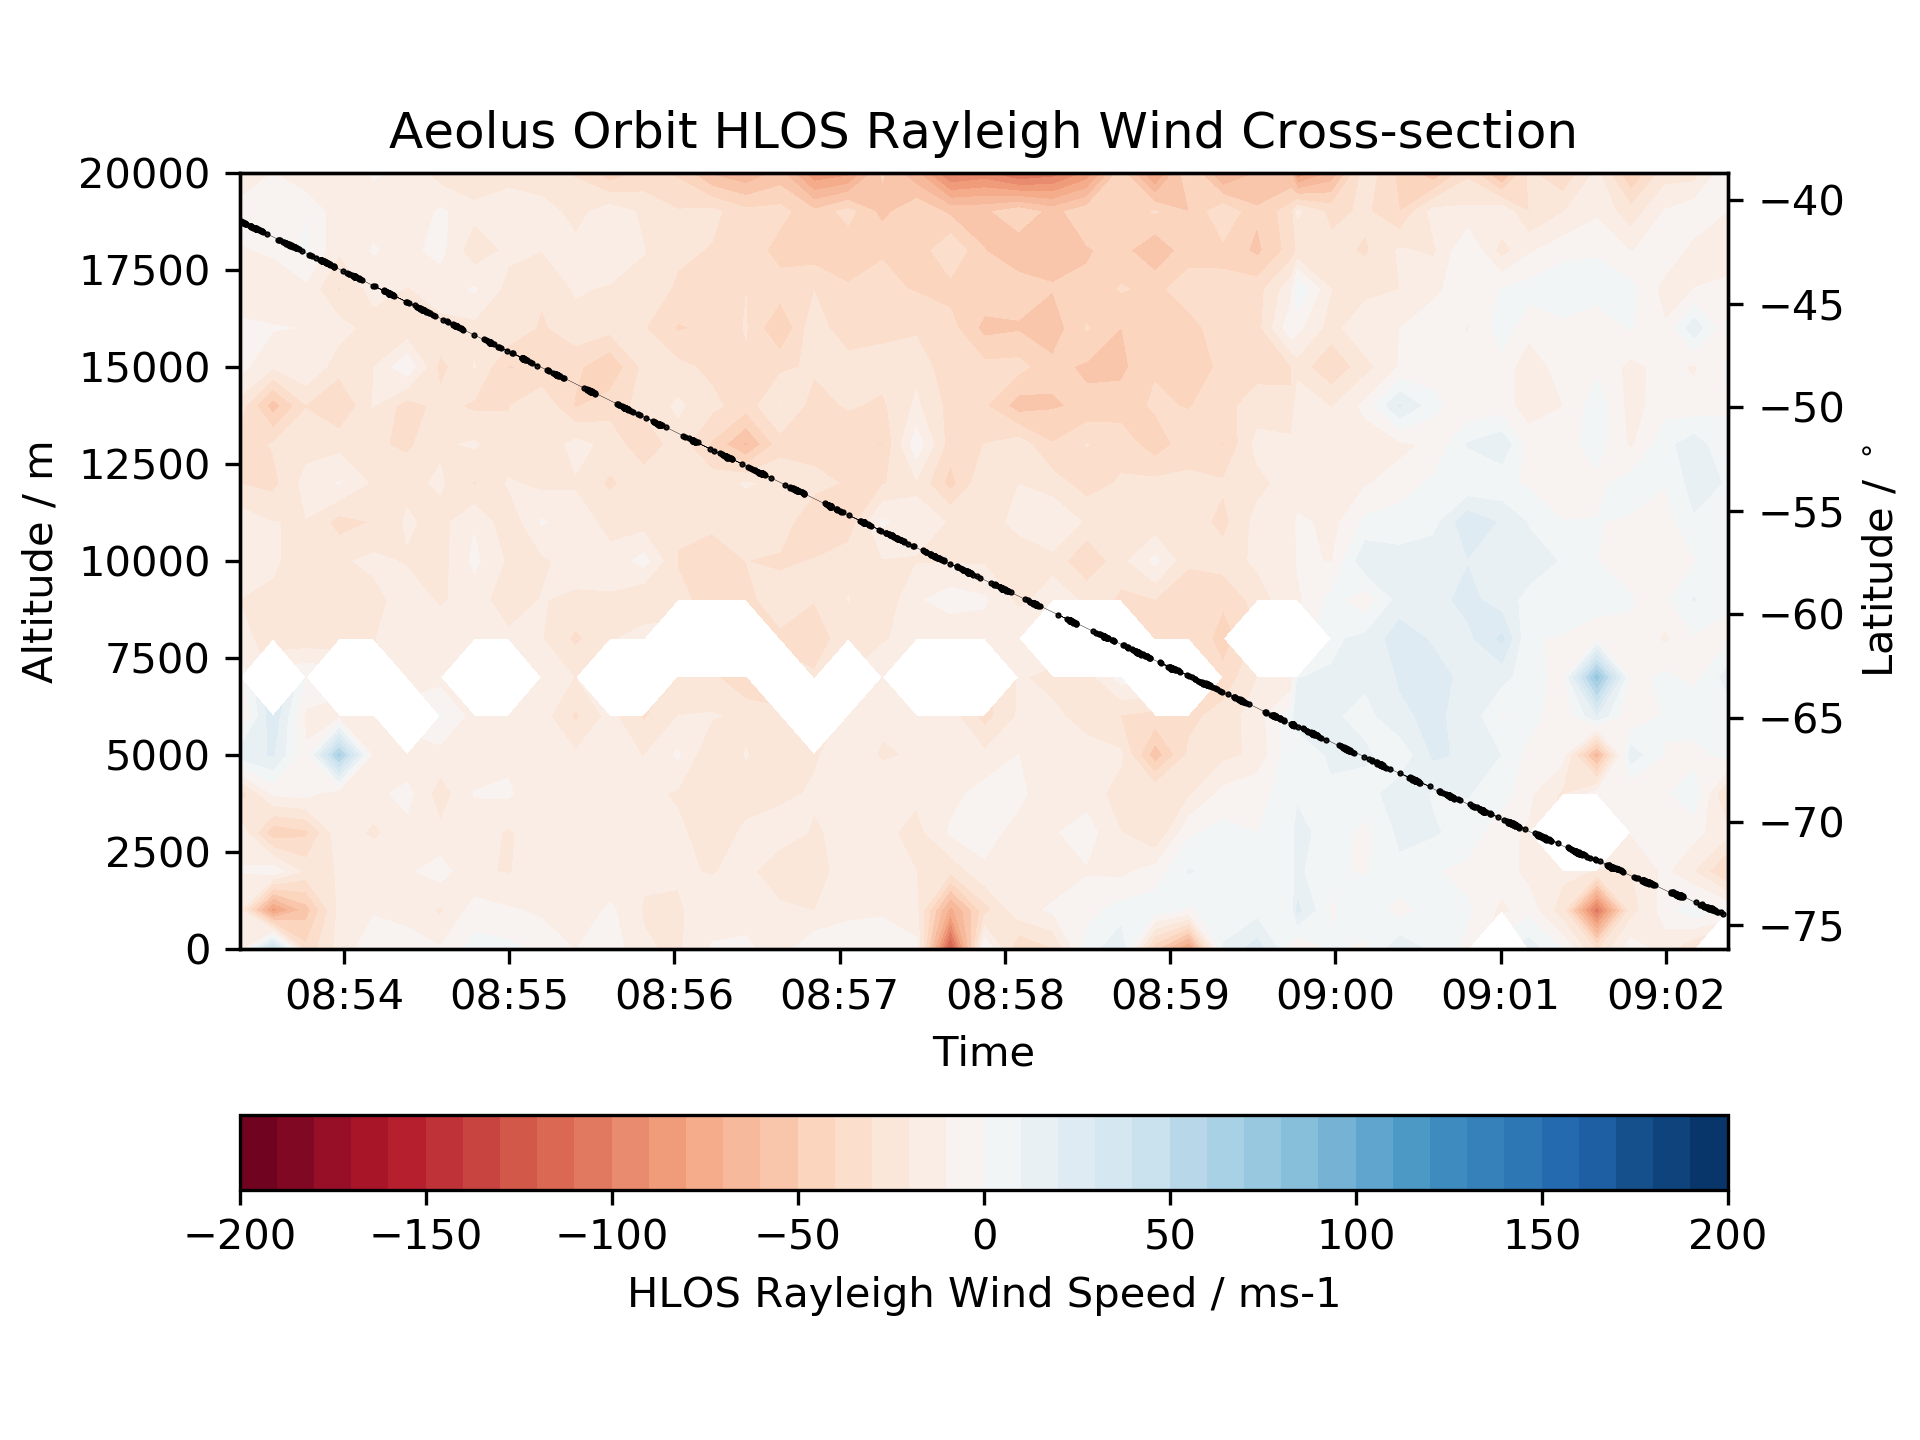 Aeolus Orbit HLOS Rayleigh Wind Cross-section
20000
17500
15000
12500
10000
7500
5000
2500
0
Altitude / m
−40
−45
−50
−55
−60
−65
−70
−75
Latitude / °
08:54 08:55 08:56 08:57 08:58 08:59 09:00 09:01 09:02
Time
−200 −150 −100 −50 0 50 100 150 200
HLOS Rayleigh Wind Speed / ms-1